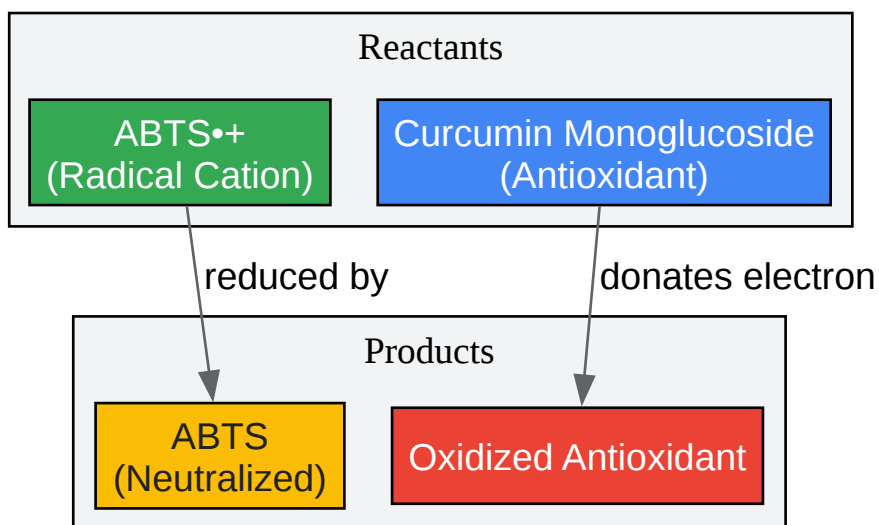 Reactants
ABTS•+
(Radical Cation)
Curcumin Monoglucoside
(Antioxidant)
reduced by
donates electron
Products
ABTS
(Neutralized)
Oxidized Antioxidant